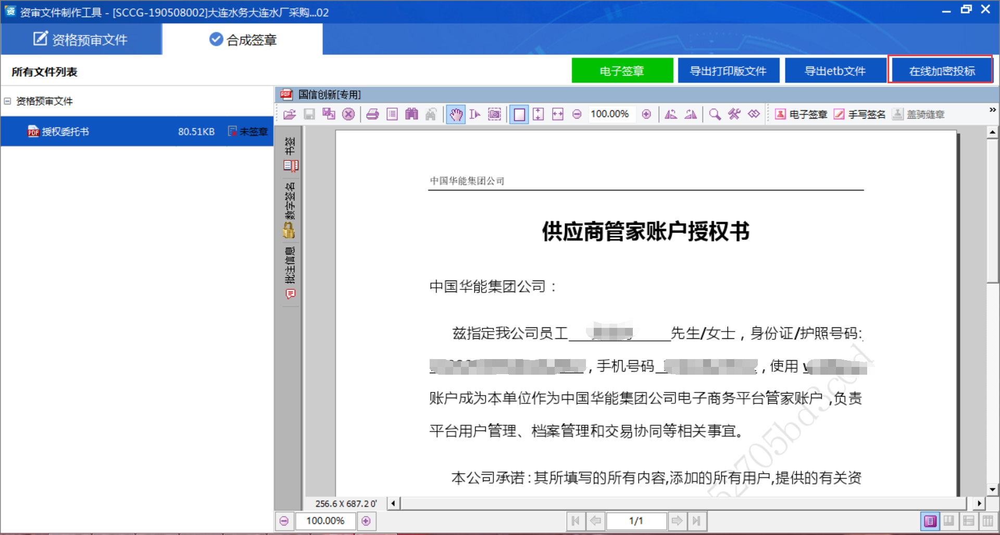 资审文件制作工具 - [SCCG-190508002]大连水务大连水厂采购...02
资格预审文件
合成签章
所有文件列表
电子签章
导出打印版文件
导出etb文件
在线加密投标
资格预审文件
授权委托书 80.51KB 未签章
国信创新[专用]
100.00%
电子签章
手写签名
盖骑缝章
书签
数字签名
批注信息
中国华能集团公司
供应商管家账户授权书
中国华能集团公司：
兹指定我公司员工 先生/女士，身份证/护照号码:
，手机号码 ，使用
账户成为本单位作为中国华能集团公司电子商务平台管家账户,负责
平台用户管理、档案管理和交易协同等相关事宜。
本公司承诺:其所填写的所有内容,添加的所有用户,提供的有关资
52705bd3ccd
256.6 X 687.2 0'
100.00%
1/1